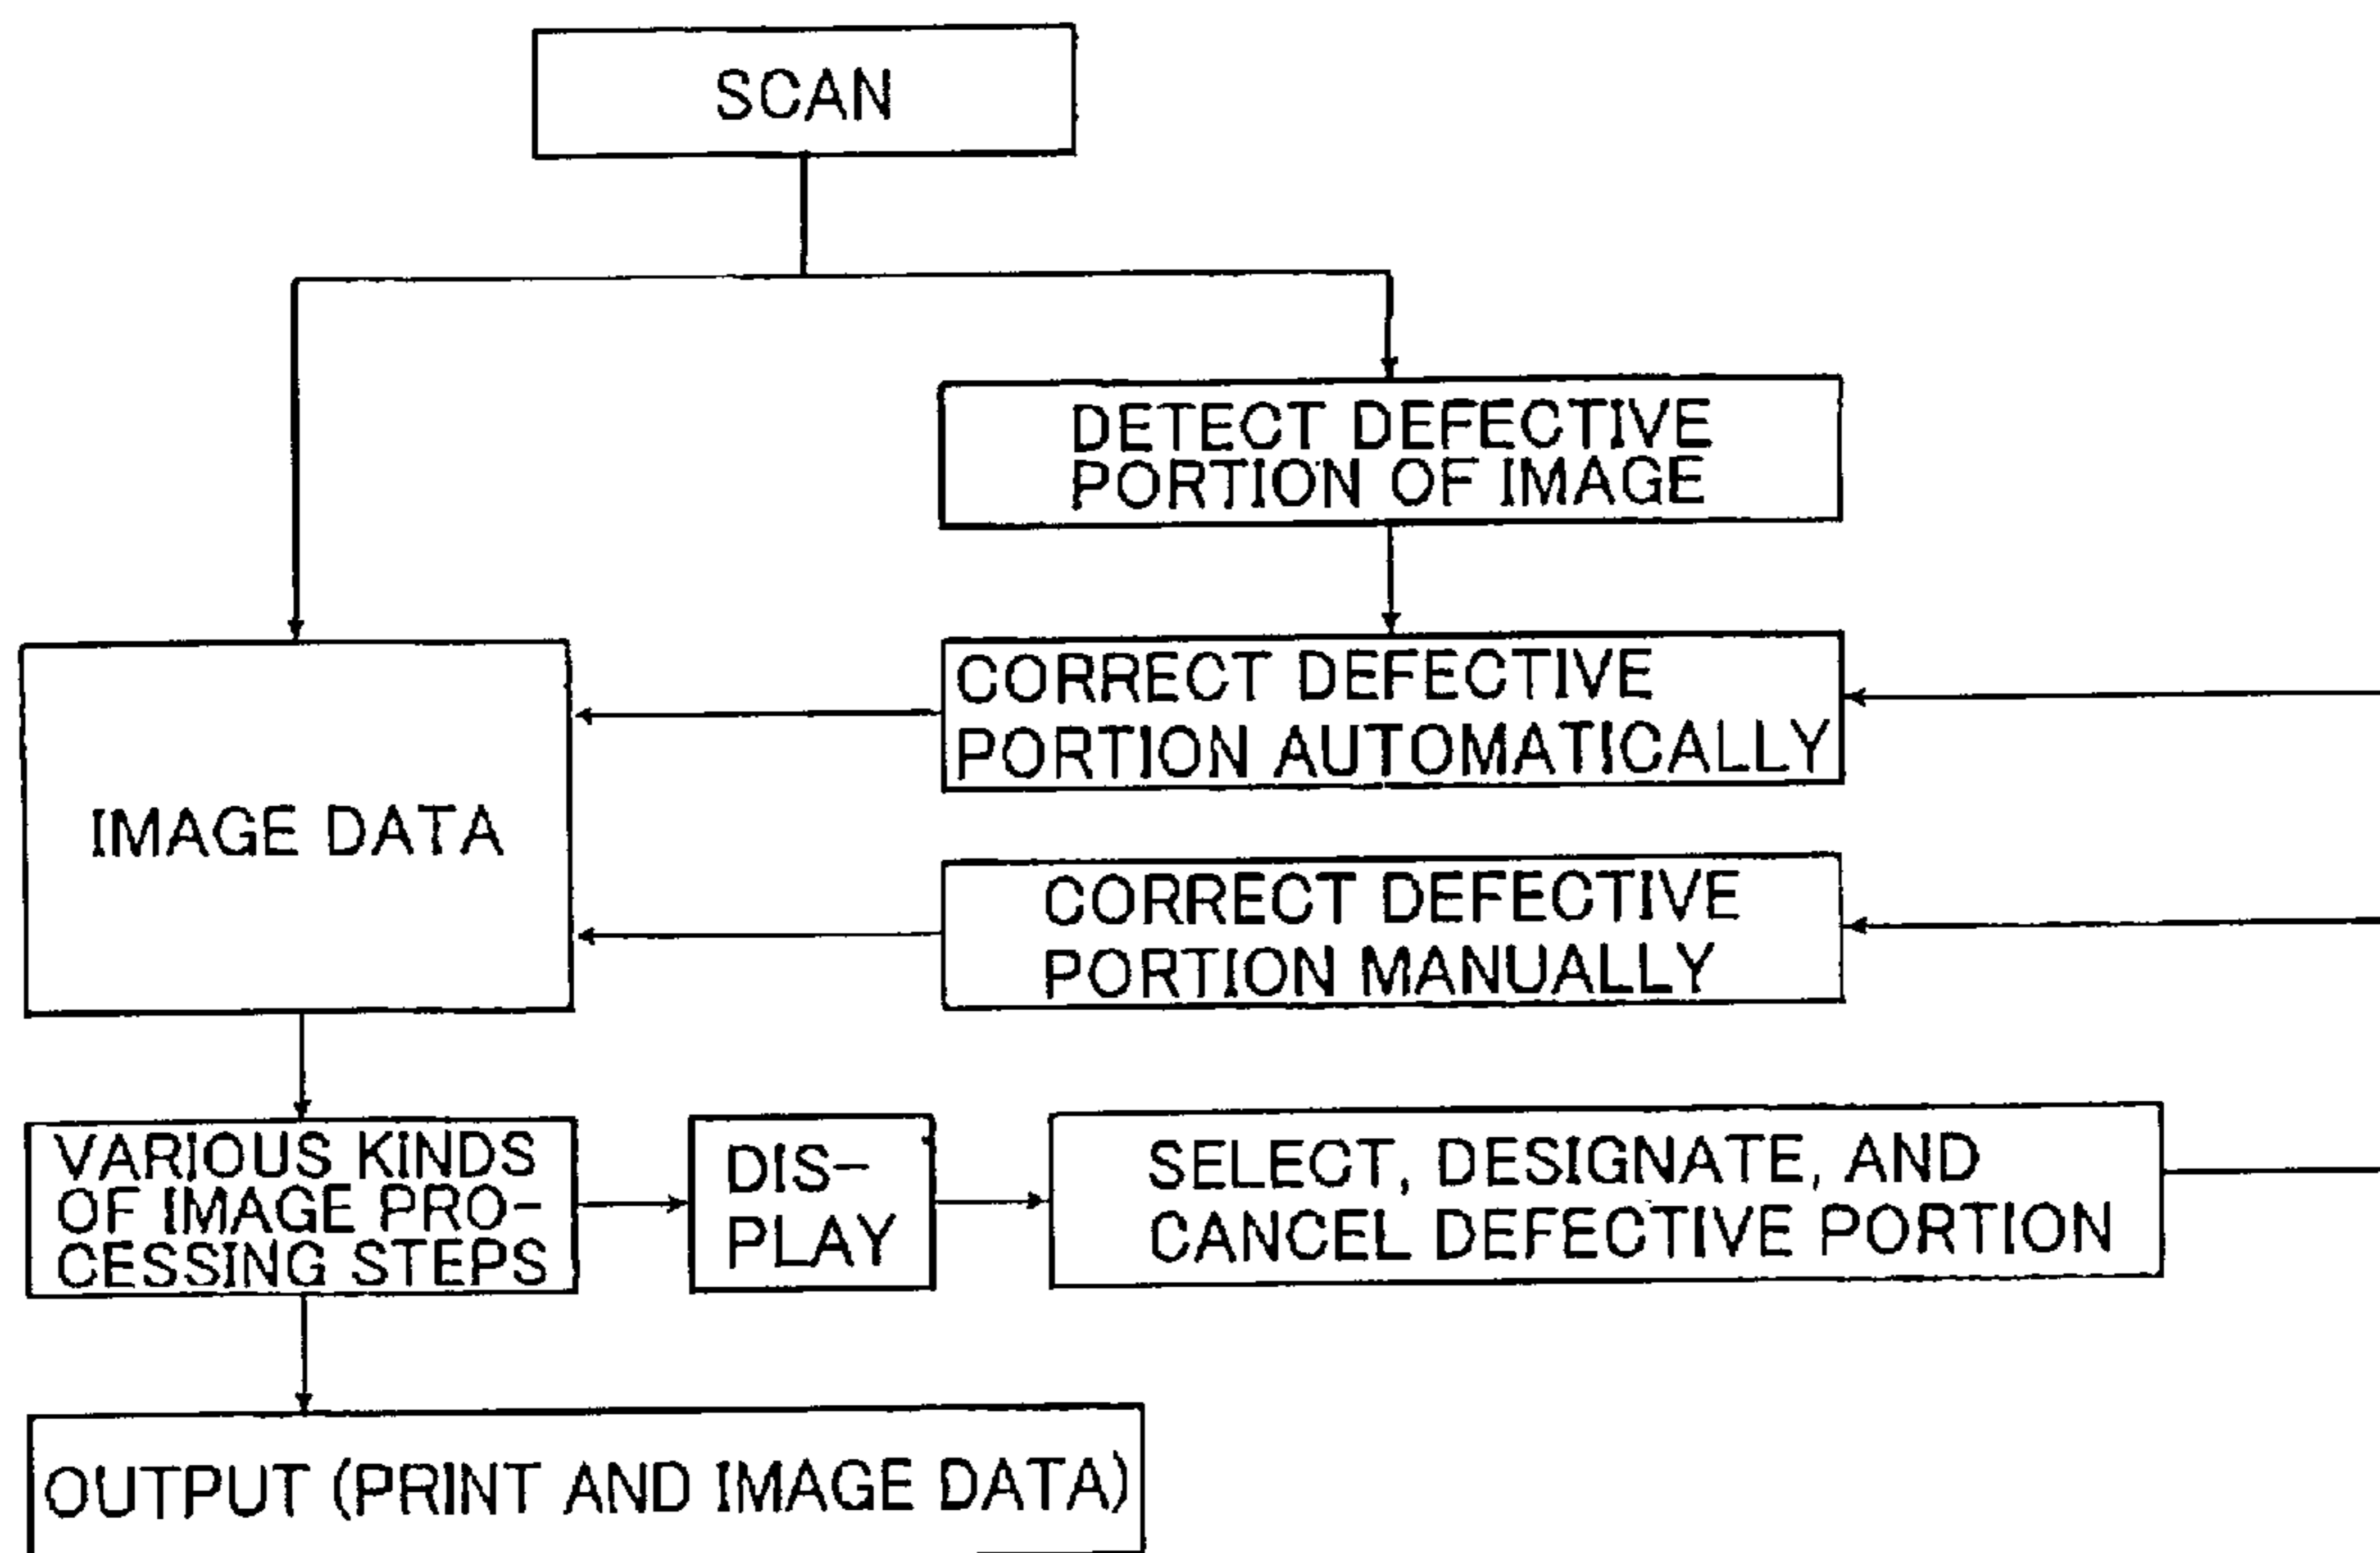 SCAN
DETECT DEFECTIVE
PORTION OF IMAGE
CORRECT DEFECTIVE
PORTION AUTOMATICALLY
IMAGE DATA
CORRECT DEFECTIVE
PORTION MANUALLY
VARIOUS KINDS
OF IMAGE PRO-
CESSING STEPS
DIS-
PLAY
SELECT, DESIGNATE, AND
CANCEL DEFECTIVE PORTION
OUTPUT (PRINT AND IMAGE DATA)